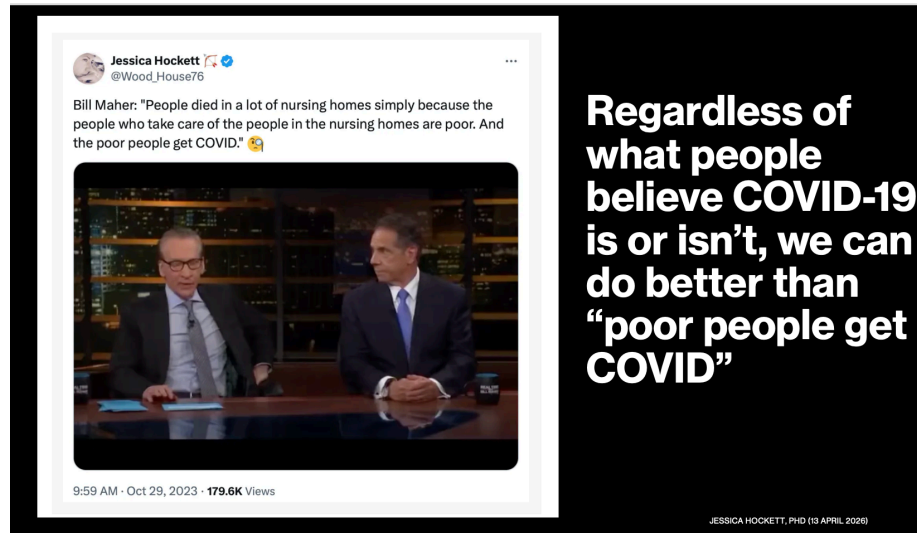 Jessica Hockett
@Wood_House76
Bill Maher: "People died in a lot of nursing homes simply because the
people who take care of the people in the nursing homes are poor. And
the poor people get COVID." 🧐
9:59 AM · Oct 29, 2023 · 179.6K Views
Regardless of
what people
believe COVID-19
is or isn't, we can
do better than
“poor people get
COVID”
JESSICA HOCKETT, PHD (13 APRIL 2026)